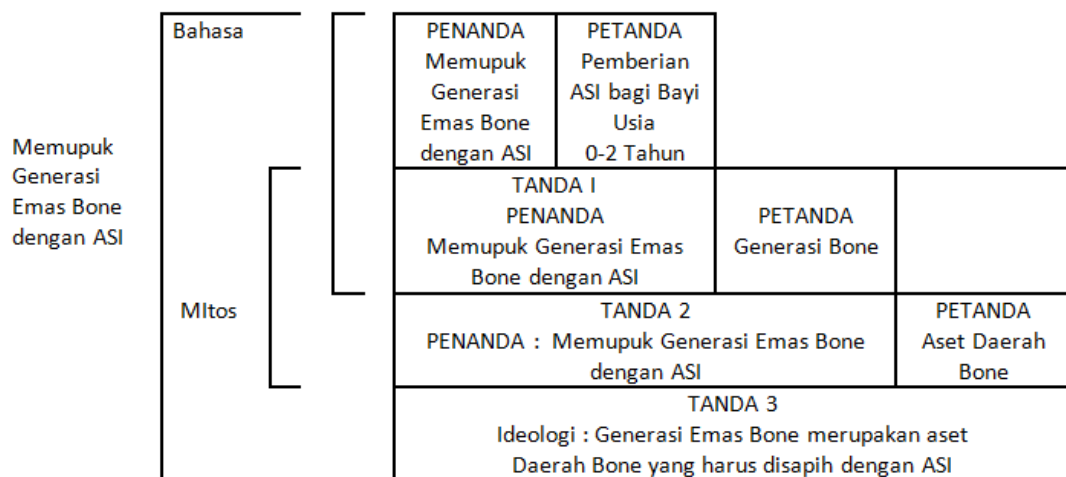 Memupuk
Generasi
Emas Bone
dengan ASI
Bahasa
PENANDA
Memupuk
Generasi
Emas Bone
dengan ASI
PETANDA
Pemberian
ASI bagi Bayi
Usia
0-2 Tahun
MItos
TANDA I
PENANDA
Memupuk Generasi Emas
Bone dengan ASI
PETANDA
Generasi Bone
TANDA 2
PENANDA : Memupuk Generasi Emas Bone
dengan ASI
PETANDA
Aset Daerah
Bone
TANDA 3
Ideologi : Generasi Emas Bone merupakan aset
Daerah Bone yang harus disapih dengan ASI